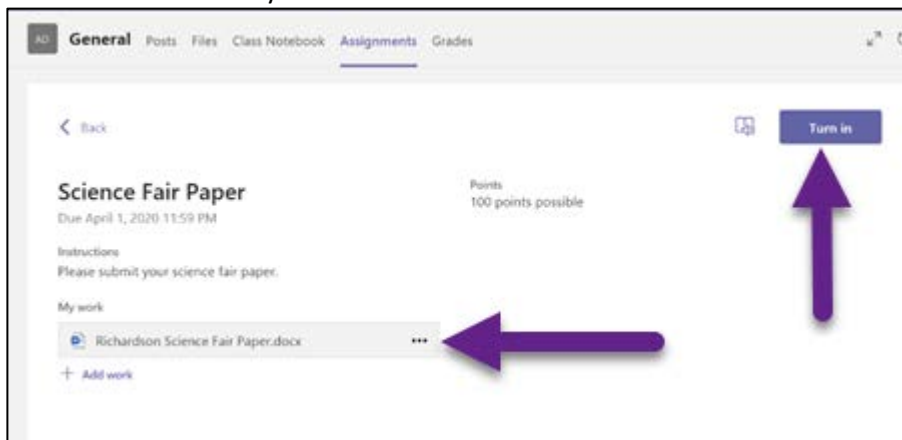 AD General Posts Files Class Notebook Assignments Grades
Back
Turn in
Science Fair Paper
Due April 1, 2020 11:59 PM
Points
100 points possible
Instructions
Please submit your science fair paper.
My work
Richardson Science Fair Paper.docx
+ Add work